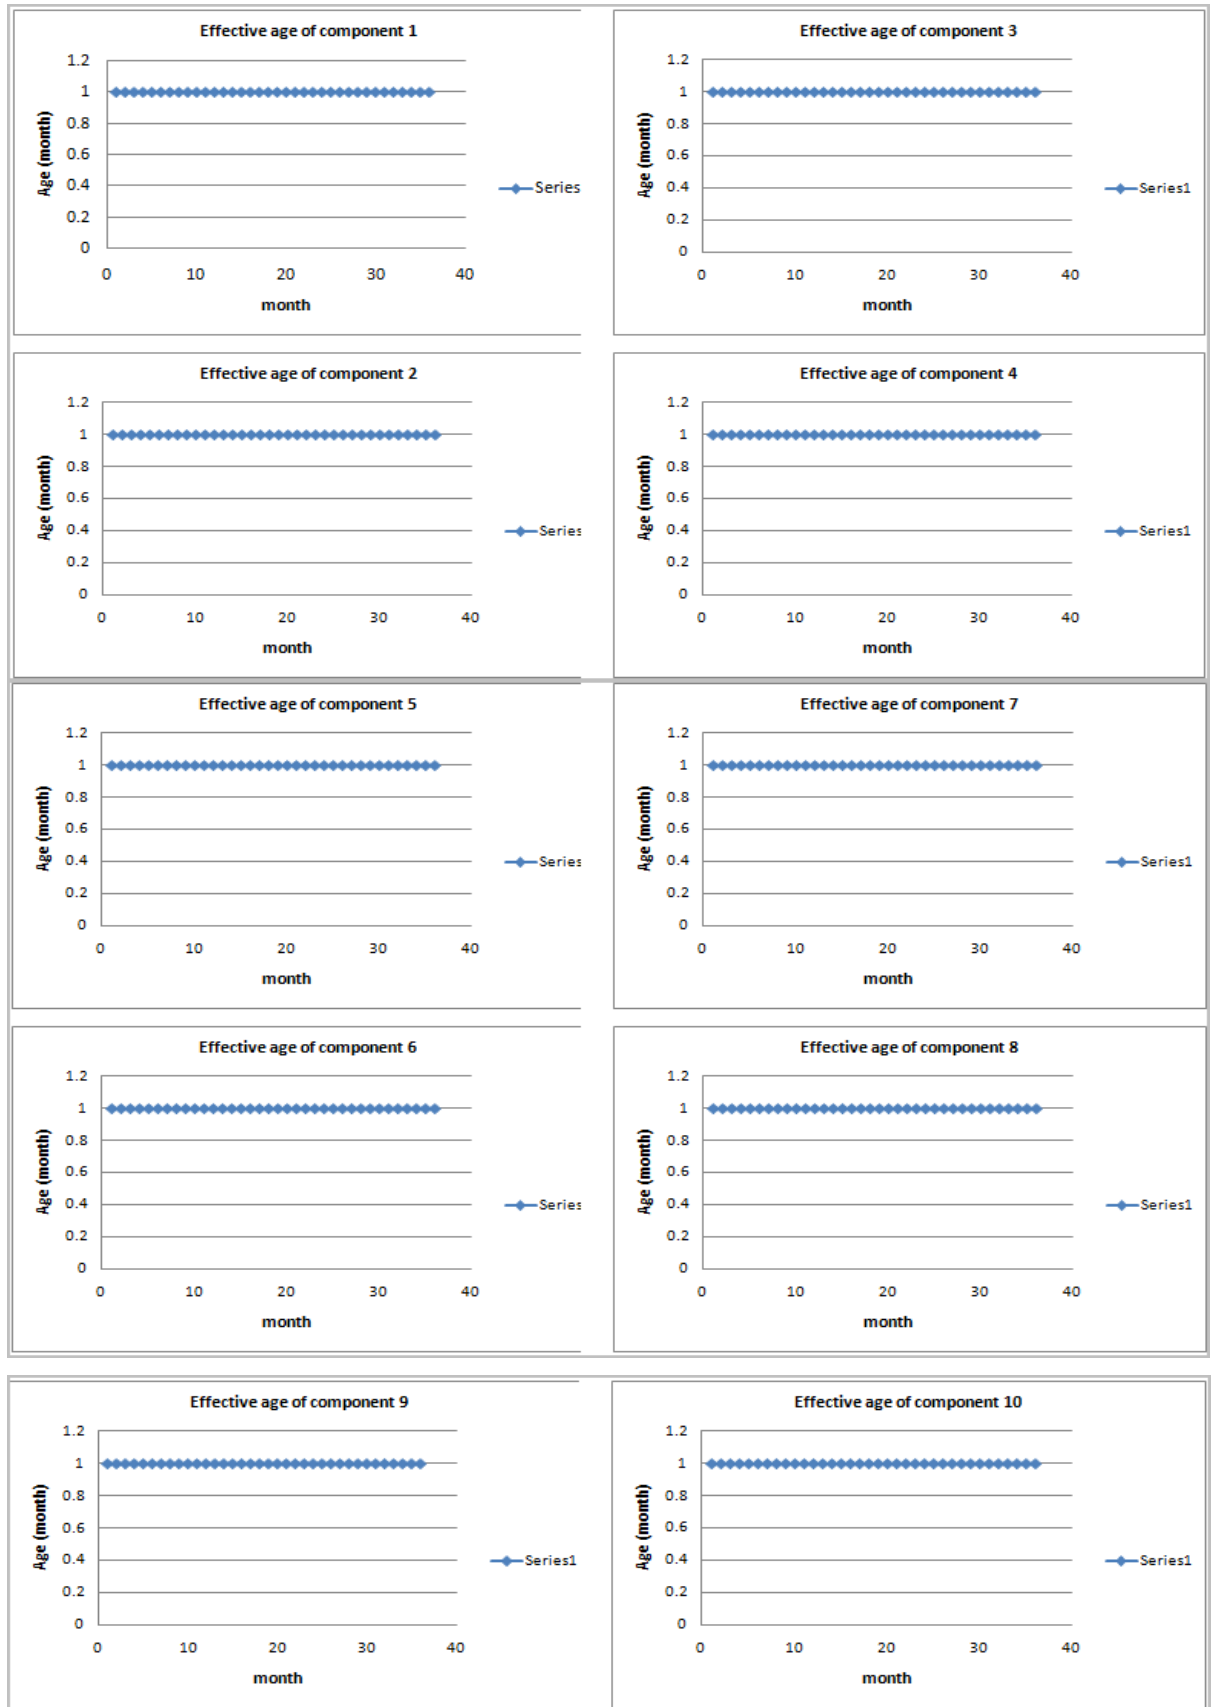 Effective age of component 1
1.2
1
0.8
0.6
0.4
0.2
0
Age (month)
0 10 20 30 40
month
Series
Effective age of component 3
1.2
1
0.8
0.6
0.4
0.2
0
Age (month)
0 10 20 30 40
month
Series1
Effective age of component 2
1.2
1
0.8
0.6
0.4
0.2
0
Age (month)
0 10 20 30 40
month
Series
Effective age of component 4
1.2
1
0.8
0.6
0.4
0.2
0
Age (month)
0 10 20 30 40
month
Series1
Effective age of component 5
1.2
1
0.8
0.6
0.4
0.2
0
Age (month)
0 10 20 30 40
month
Series
Effective age of component 7
1.2
1
0.8
0.6
0.4
0.2
0
Age (month)
0 10 20 30 40
month
Series1
Effective age of component 6
1.2
1
0.8
0.6
0.4
0.2
0
Age (month)
0 10 20 30 40
month
Series
Effective age of component 8
1.2
1
0.8
0.6
0.4
0.2
0
Age (month)
0 10 20 30 40
month
Series1
Effective age of component 9
1.2
1
0.8
0.6
0.4
0.2
0
Age (month)
0 10 20 30 40
month
Series1
Effective age of component 10
1.2
1
0.8
0.6
0.4
0.2
0
Age (month)
0 10 20 30 40
month
Series1